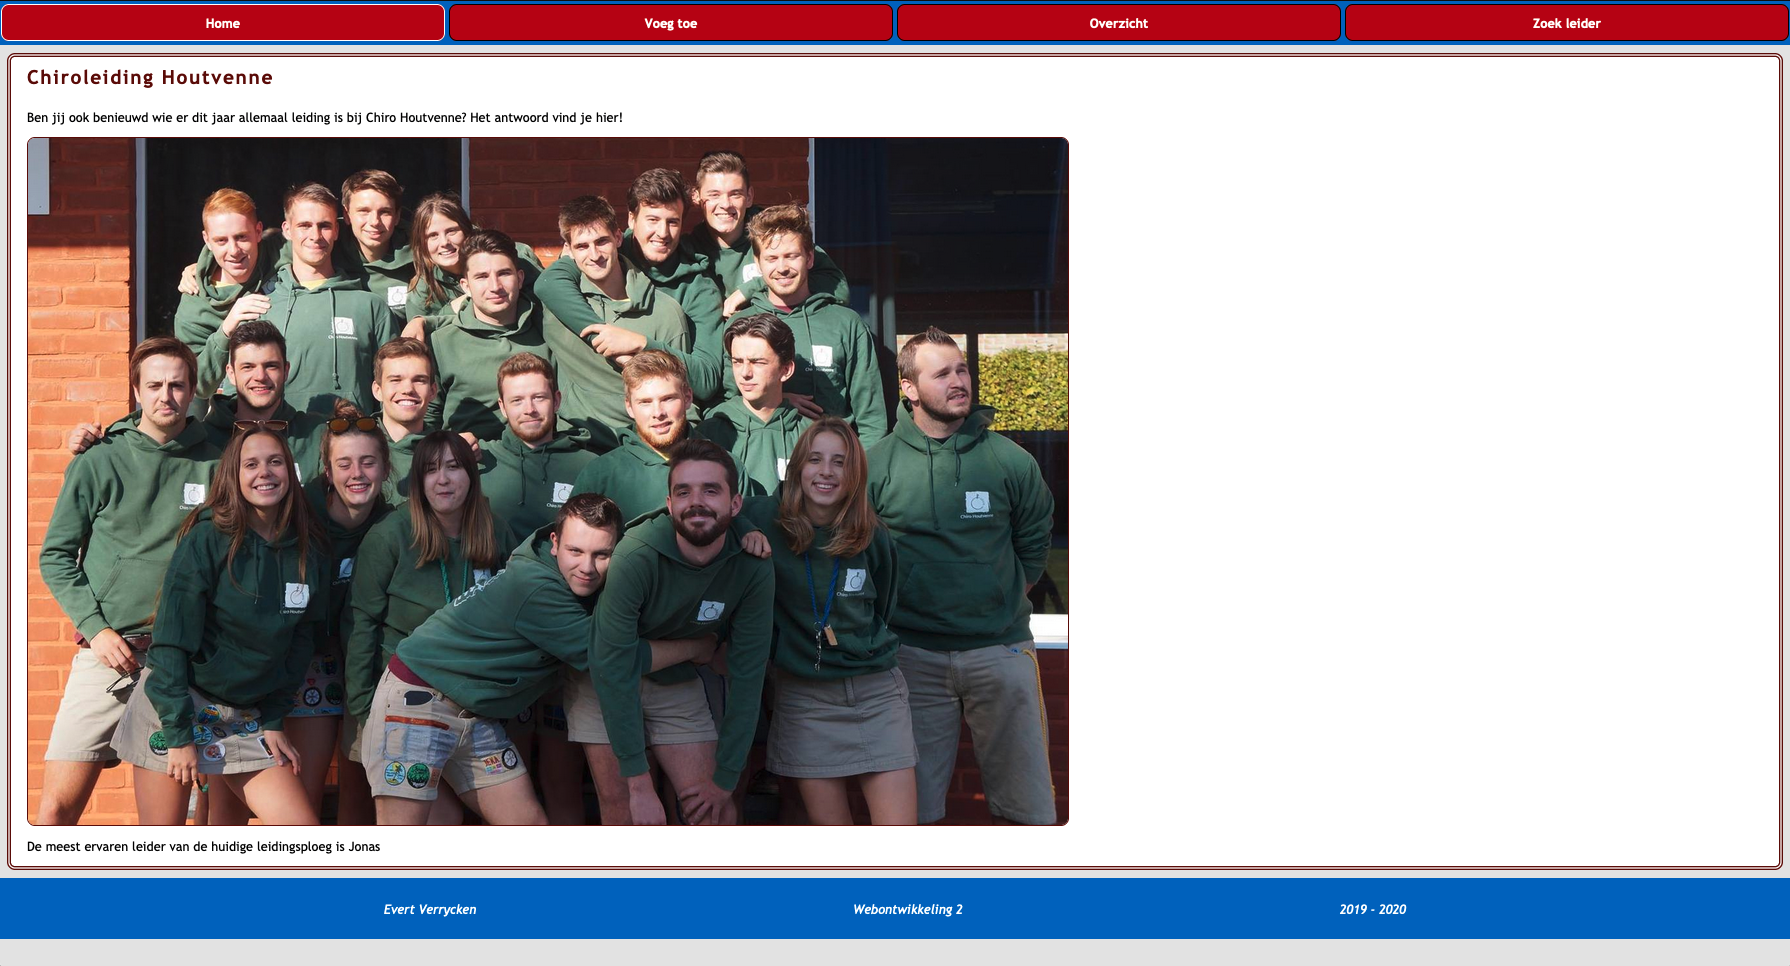 Home
Voeg toe
Overzicht
Zoek leider
Chiroleiding Houtvenne
Ben jij ook benieuwd wie er dit jaar allemaal leiding is bij Chiro Houtvenne? Het antwoord vind je hier!
De meest ervaren leider van de huidige leidingsploeg is Jonas
Evert Verrycken
Webontwikkeling 2
2019 - 2020